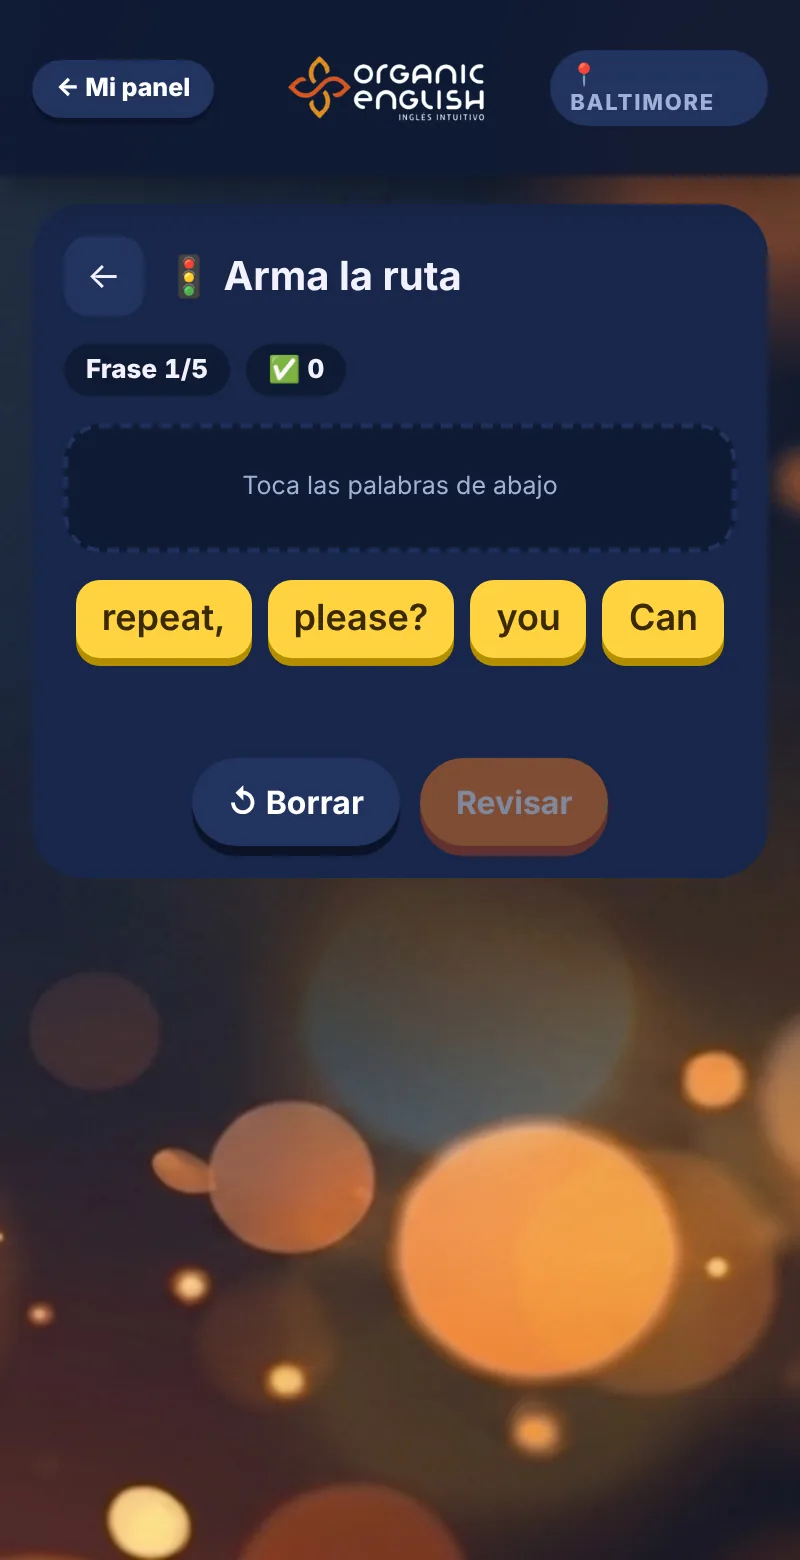 ← Mi panel
ORGANIC
ENGLISH
INGLÉS INTUITIVO
📍
BALTIMORE
←
🚦 Arma la ruta
Frase 1/5
✅ 0
Toca las palabras de abajo
repeat,
please?
you
Can
↺ Borrar
Revisar